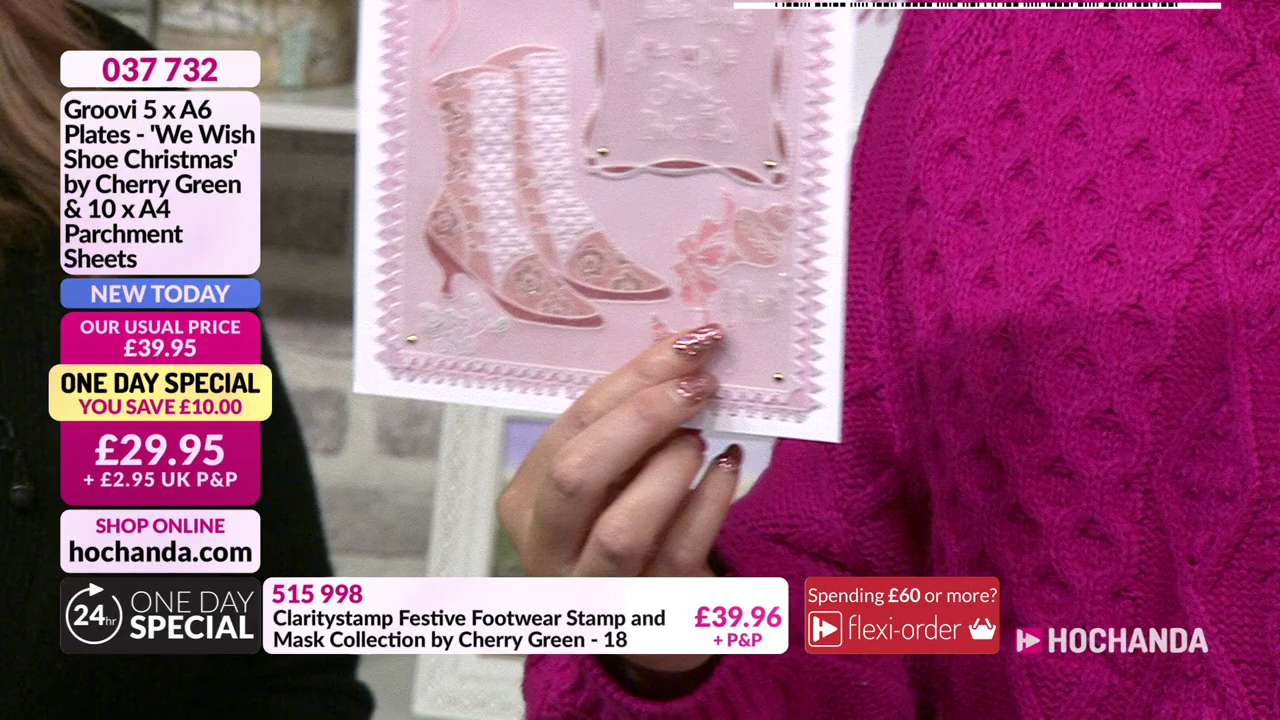 037 732
Groovi 5 x A6
Plates - 'We Wish
Shoe Christmas'
by Cherry Green
& 10 x A4
Parchment
Sheets
NEW TODAY
OUR USUAL PRICE
£39.95
ONE DAY SPECIAL
YOU SAVE £10.00
£29.95
+ £2.95 UK P&P
SHOP ONLINE
hochanda.com
24hr
ONE DAY
SPECIAL
515 998
Claritystamp Festive Footwear Stamp and
Mask Collection by Cherry Green - 18
£39.96
+ P&P
Spending £60 or more?
flexi-order
HOCHANDA